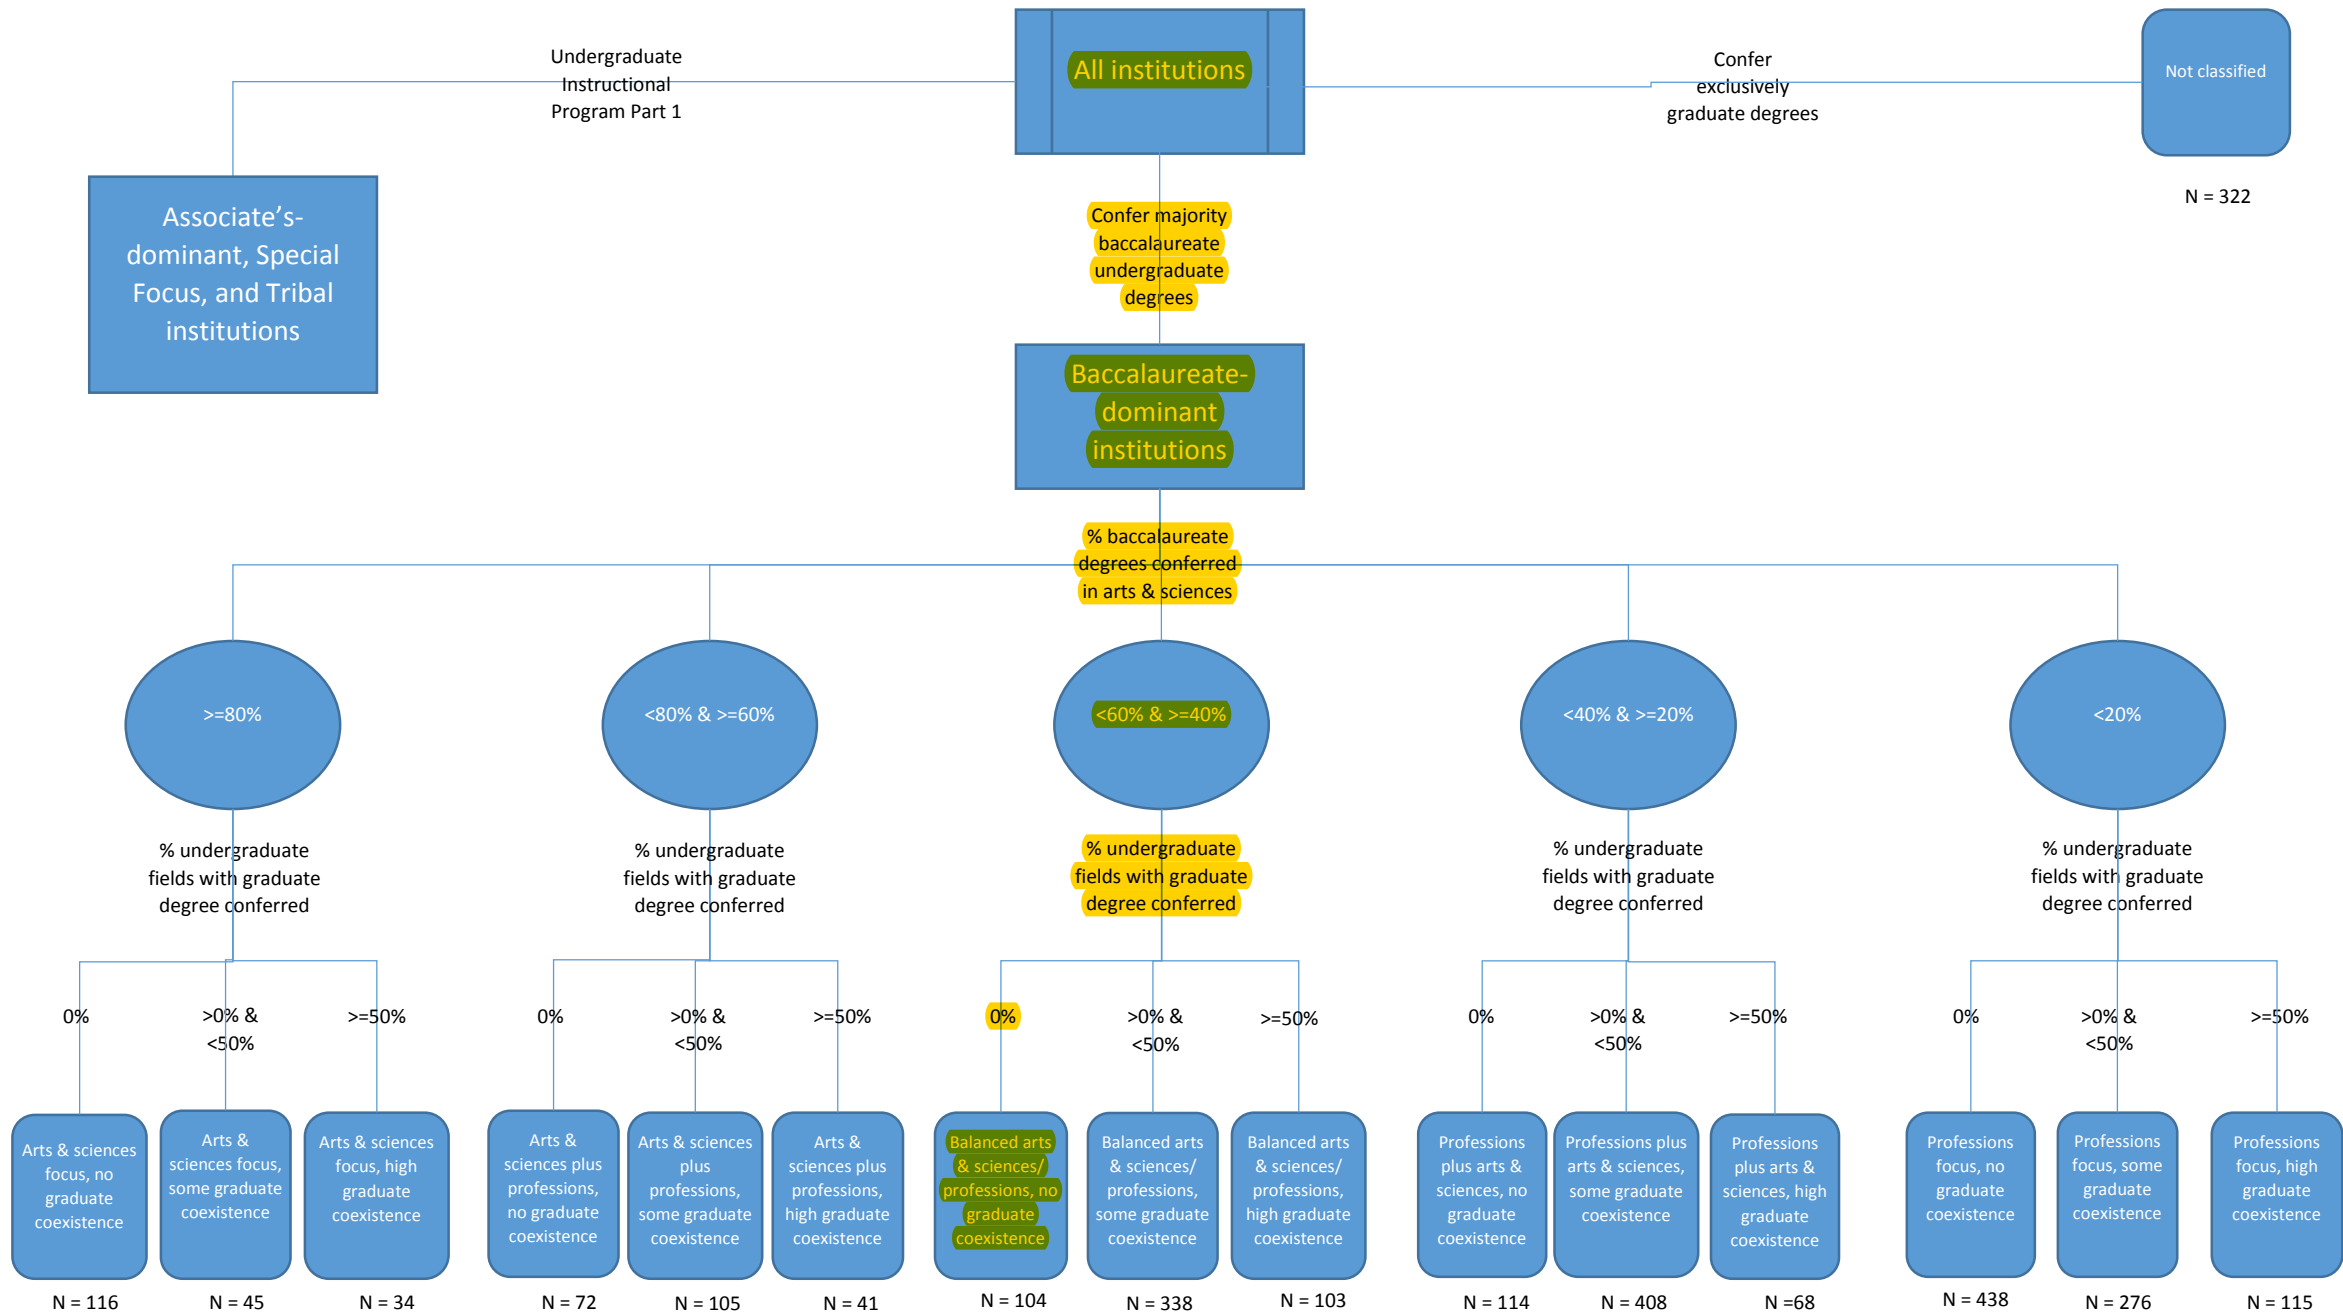 Undergraduate
Instructional
Program Part 1
All institutions
Confer
exclusively
graduate degrees
Not classified
N = 322
Associate's-
dominant, Special
Focus, and Tribal
institutions
Confer majority
baccalaureate
undergraduate
degrees
Baccalaureate-
dominant
institutions
% baccalaureate
degrees conferred
in arts & sciences
>=80%
<80% & >=60%
<60% & >=40%
<40% & >=20%
<20%
% undergraduate
fields with graduate
degree conferred
% undergraduate
fields with graduate
degree conferred
% undergraduate
fields with graduate
degree conferred
% undergraduate
fields with graduate
degree conferred
% undergraduate
fields with graduate
degree conferred
0%
>0% &
<50%
>=50%
0%
>0% &
<50%
>=50%
0%
>0% &
<50%
>=50%
0%
>0% &
<50%
>=50%
0%
>0% &
<50%
>=50%
Arts & sciences
focus, no
graduate
coexistence
Arts &
sciences focus,
some graduate
coexistence
Arts & sciences
focus, high
graduate
coexistence
Arts &
sciences plus
professions,
no graduate
coexistence
Arts & sciences
plus
professions,
some graduate
coexistence
Arts &
sciences plus
professions,
high graduate
coexistence
Balanced arts
& sciences/
professions, no
graduate
coexistence
Balanced arts
& sciences/
professions,
some graduate
coexistence
Balanced arts
& sciences/
professions,
high graduate
coexistence
Professions
plus arts &
sciences, no
graduate
coexistence
Professions plus
arts & sciences,
some graduate
coexistence
Professions
plus arts &
sciences, high
graduate
coexistence
Professions
focus, no
graduate
coexistence
Professions
focus, some
graduate
coexistence
Professions
focus, high
graduate
coexistence
N = 116
N = 45
N = 34
N = 72
N = 105
N = 41
N = 104
N = 338
N = 103
N = 114
N = 408
N =68
N = 438
N = 276
N = 115